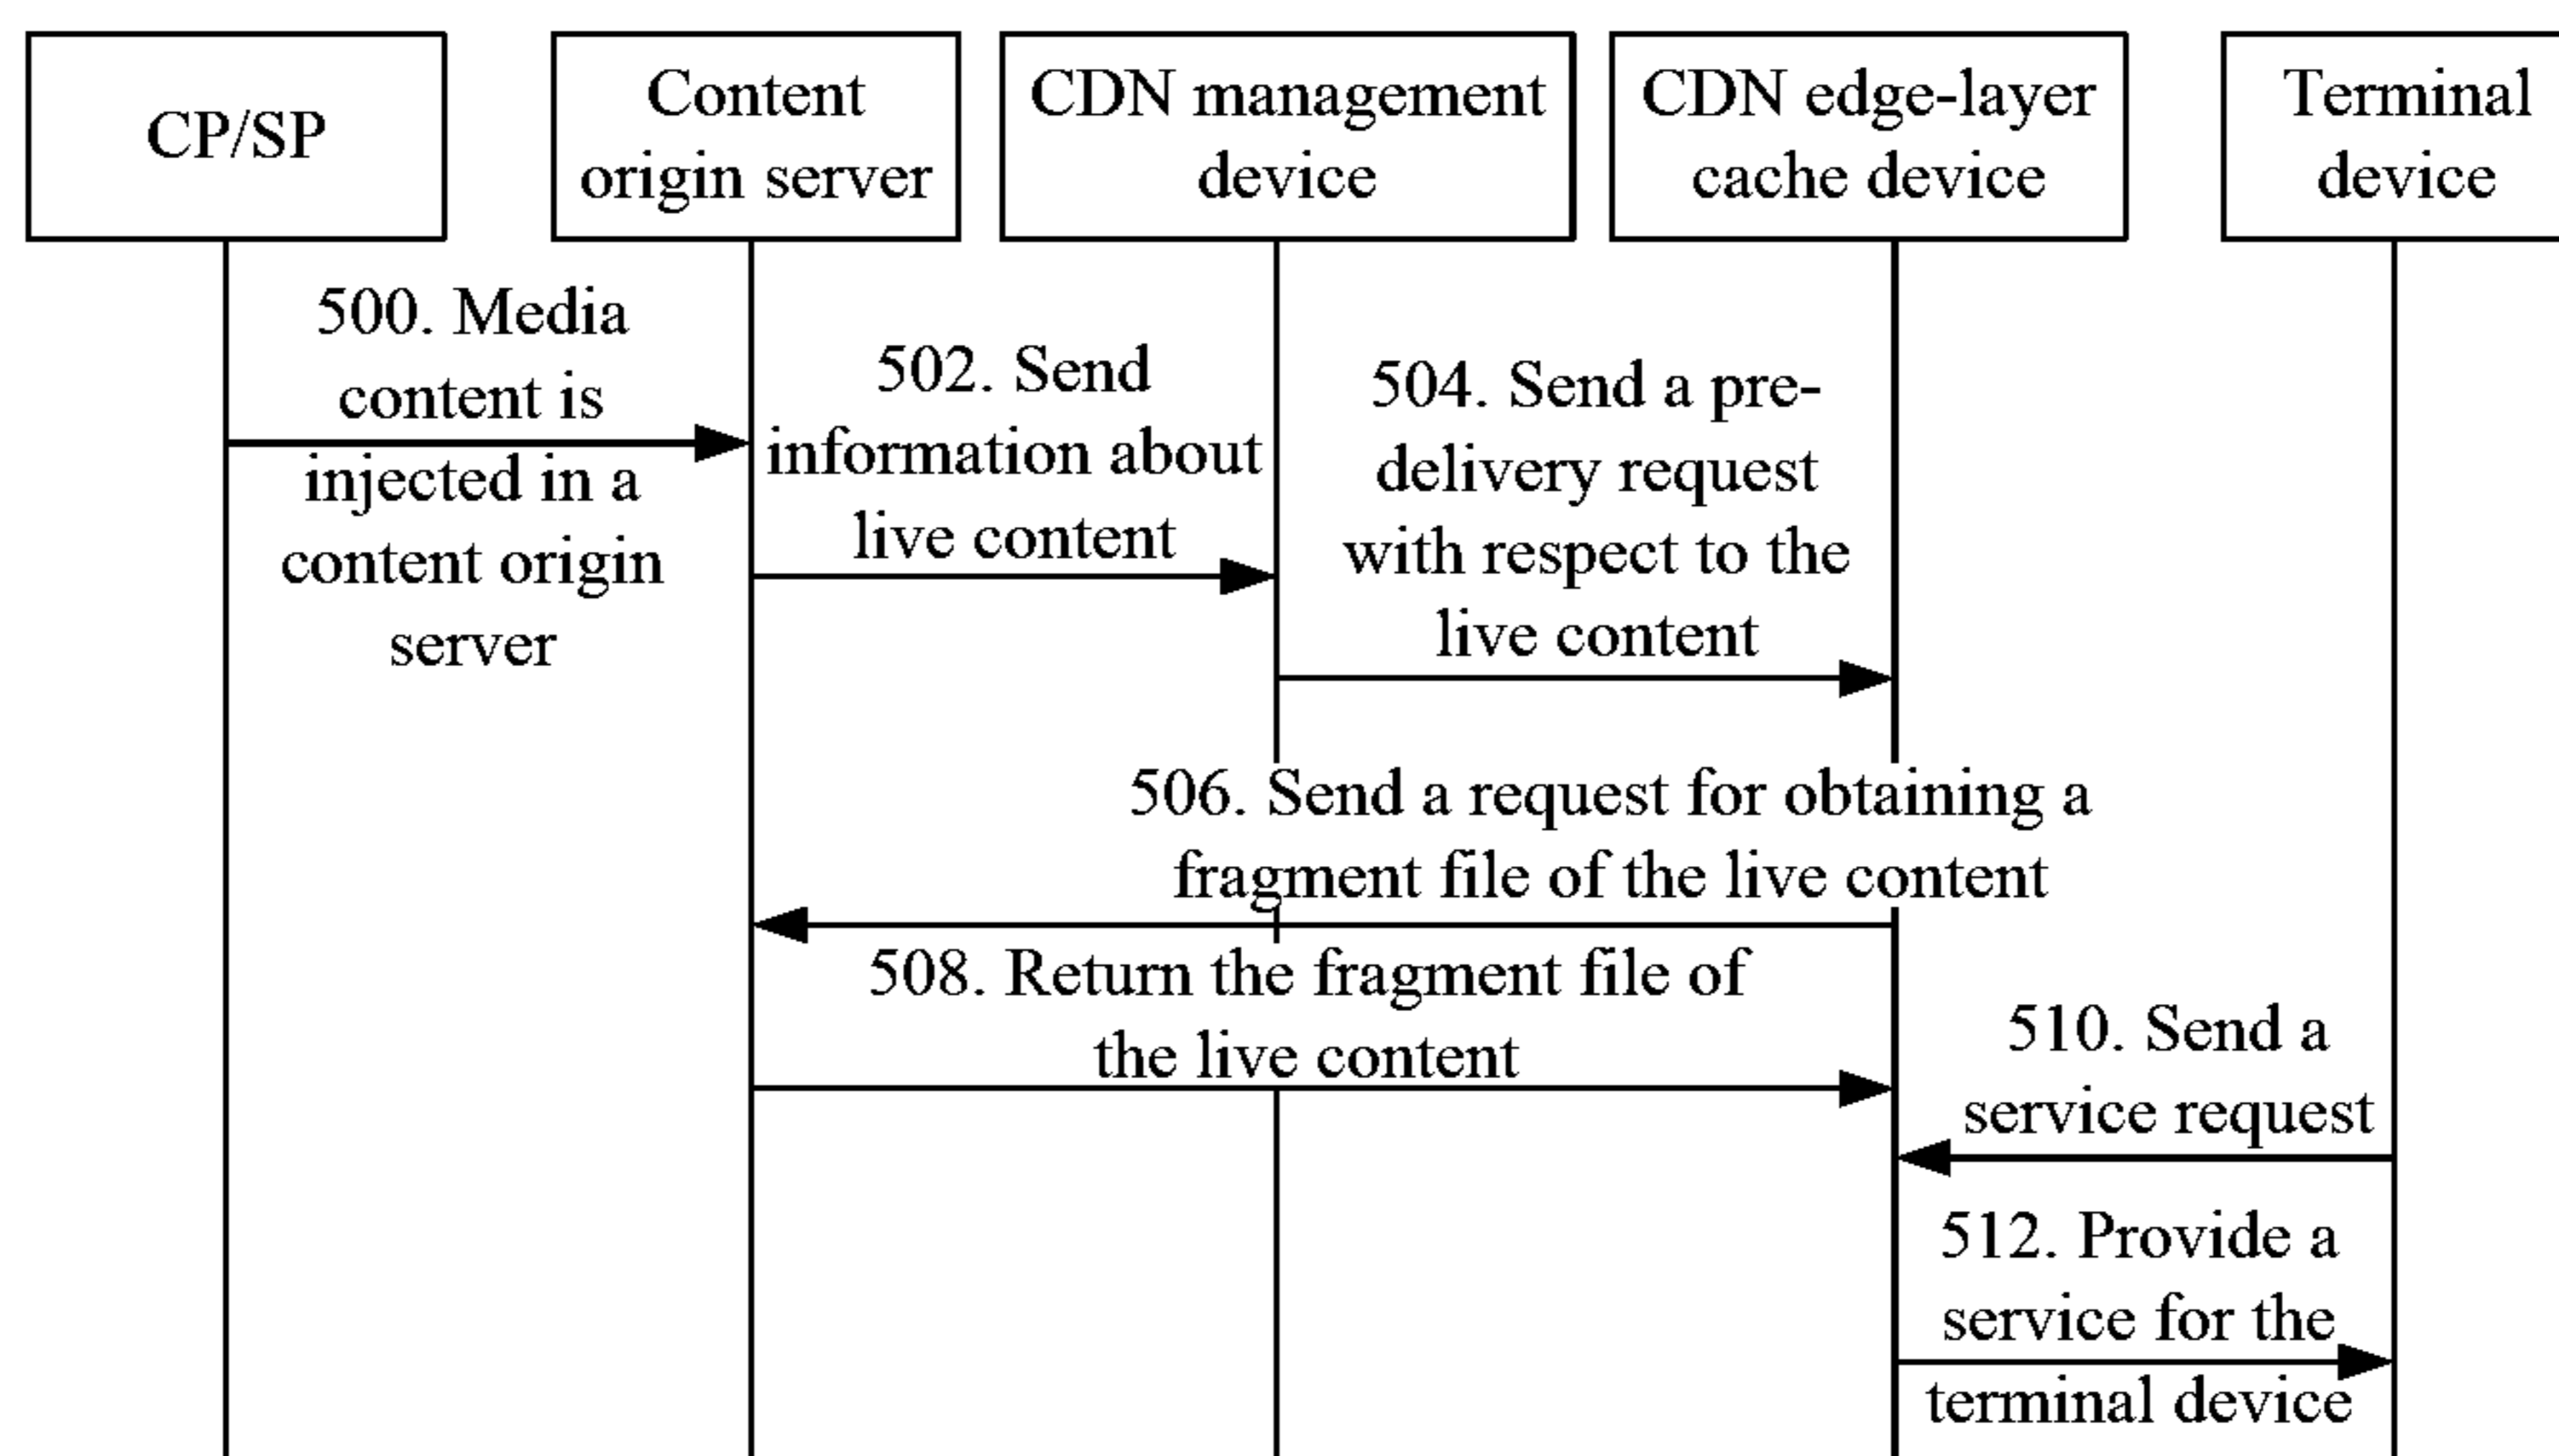 CP/SP
Content
origin server
CDN management
device
CDN edge-layer
cache device
Terminal
device
500. Media
content is
injected in a
content origin
server
502. Send
information about
live content
504. Send a pre-
delivery request
with respect to the
live content
506. Send a request for obtaining a
fragment file of the live content
508. Return the fragment file of
the live content
510. Send a
service request
512. Provide a
service for the
terminal device